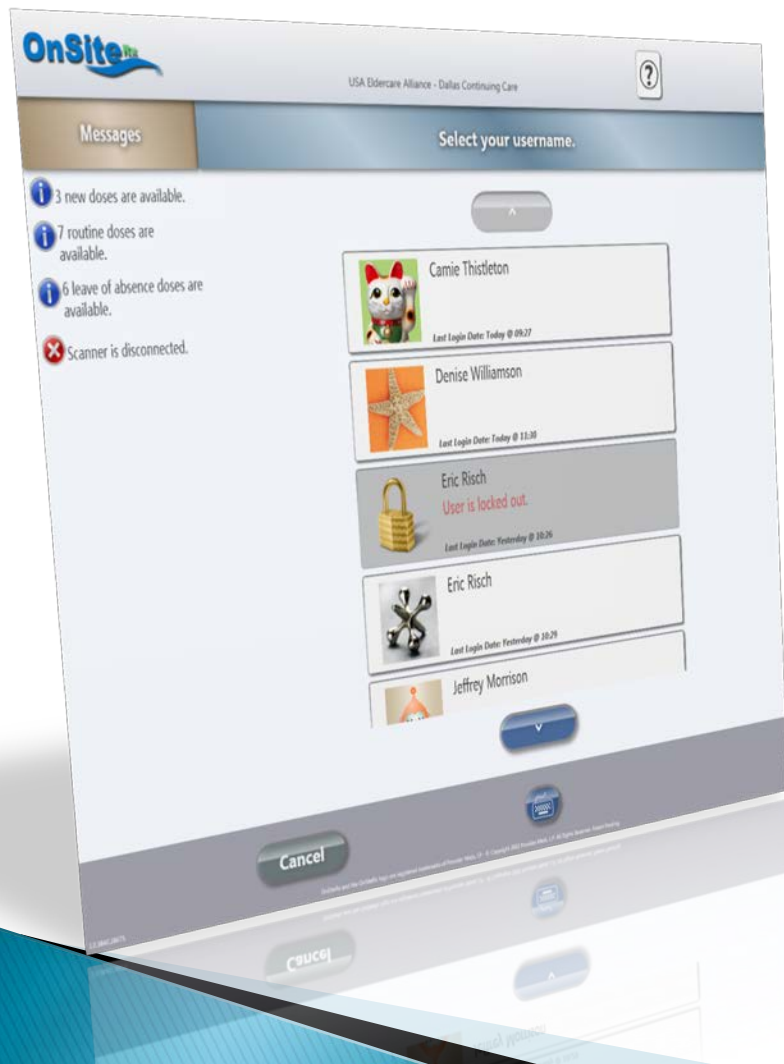 OnSiteRx
USA Eldercare Alliance - Dallas Continuing Care
?
Messages
Select your username.
3 new doses are available.
7 routine doses are
available.
6 leave of absence doses are
available.
Scanner is disconnected.
Camie Thistleton
Last Login Date: Today @ 09:27
Denise Williamson
Last Login Date: Today @ 11:38
Eric Risch
User is locked out.
Last Login Date: Yesterday @ 10:26
Eric Risch
Last Login Date: Yesterday @ 10:29
Jeffrey Morrison
Cancel